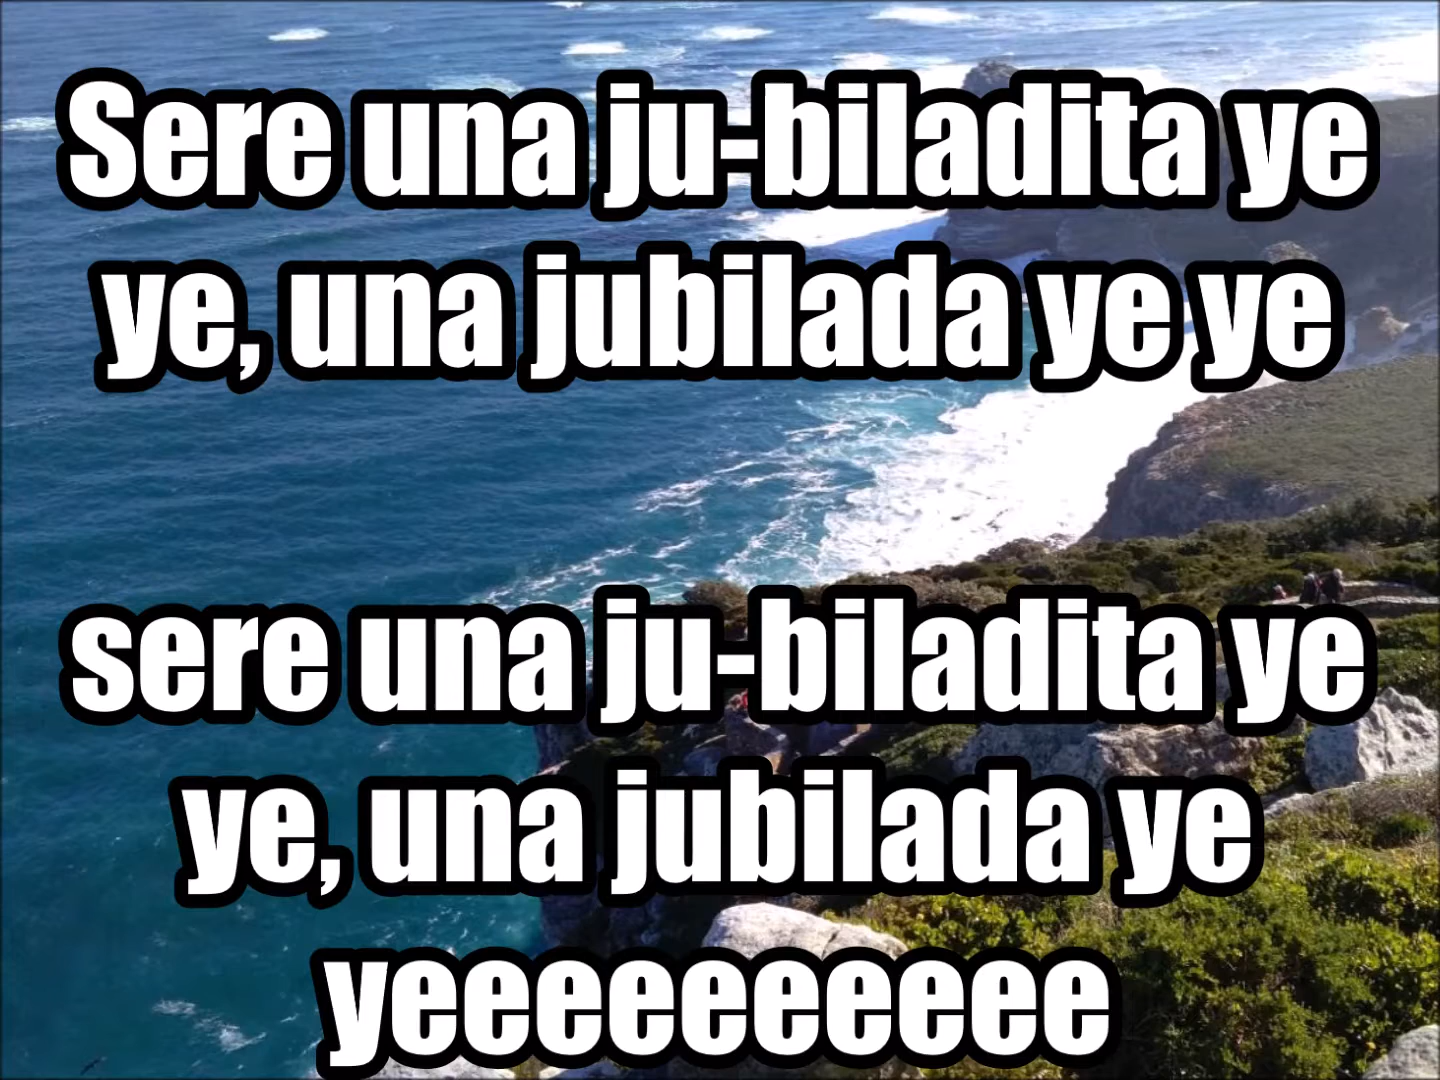 Sere una ju-biladita ye
ye, una jubilada ye ye
sere una ju-biladita ye
ye, una jubilada ye
yeeeeeeeeeee